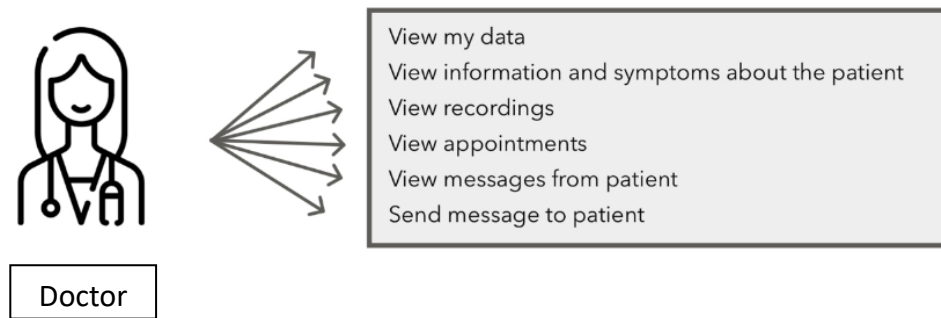 View my data
View information and symptoms about the patient
View recordings
View appointments
View messages from patient
Send message to patient
Doctor